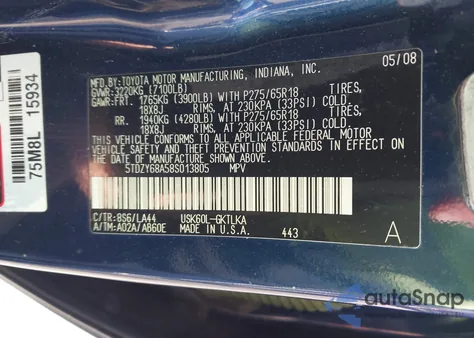 75M8L 15934
MFD. BY: TOYOTA MOTOR MANUFACTURING, INDIANA, INC. 05/08
GVWR: 3220KG (7100LB)
GAWR: FRT. 1765KG (3900LB) WITH P275/65R18 TIRES,
18X8J RIMS, AT 230KPA (33PSI) COLD.
RR. 1940KG (4280LB) WITH P275/65R18 TIRES,
18X8J RIMS, AT 230KPA (33PSI) COLD.
THIS VEHICLE CONFORMS TO ALL APPLICABLE FEDERAL MOTOR
VEHICLE SAFETY STANDARDS IN EFFECT ON THE DATE OF
MANUFACTURE SHOWN ABOVE.
5TDZY68A58S013805 MPV
C/TR: 8S6/LA44 USK60L-GKTLKA
A/TM: A02A/AB60E MADE IN U.S.A. 443
autoSnap